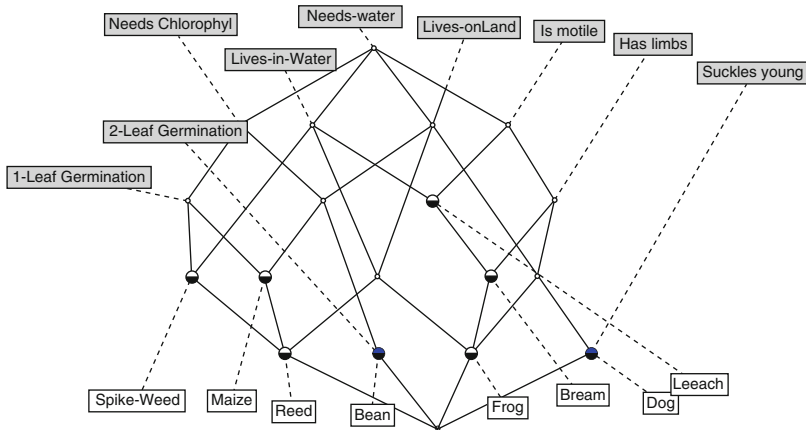 Needs-water
Needs Chlorophyl
Lives-onLand
Is motile
Has limbs
Lives-in-Water
Suckles young
2-Leaf Germination
1-Leaf Germination
Leeach
Bream
Spike-Weed
Maize
Dog
Frog
Reed
Bean